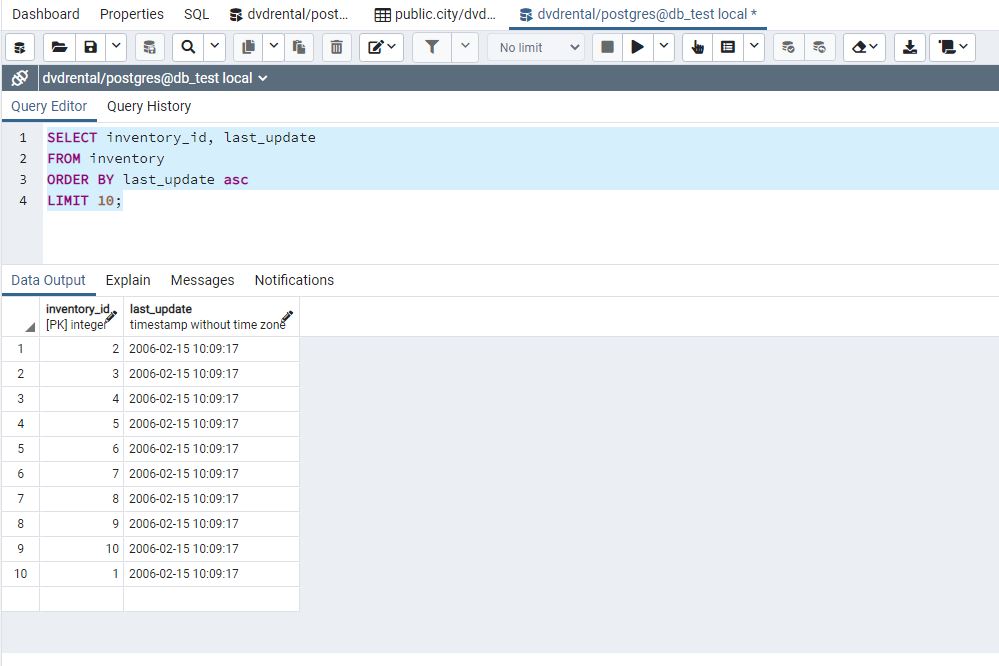 Dashboard Properties SQL dvdrental/post... public.city/dvd... dvdrental/postgres@db_test local *
No limit
dvdrental/postgres@db_test local
Query Editor Query History
1 SELECT inventory_id, last_update
2 FROM inventory
3 ORDER BY last_update asc
4 LIMIT 10;
Data Output Explain Messages Notifications
inventory_id last_update
[PK] integer timestamp without time zone
1 2 2006-02-15 10:09:17
2 3 2006-02-15 10:09:17
3 4 2006-02-15 10:09:17
4 5 2006-02-15 10:09:17
5 6 2006-02-15 10:09:17
6 7 2006-02-15 10:09:17
7 8 2006-02-15 10:09:17
8 9 2006-02-15 10:09:17
9 10 2006-02-15 10:09:17
10 1 2006-02-15 10:09:17